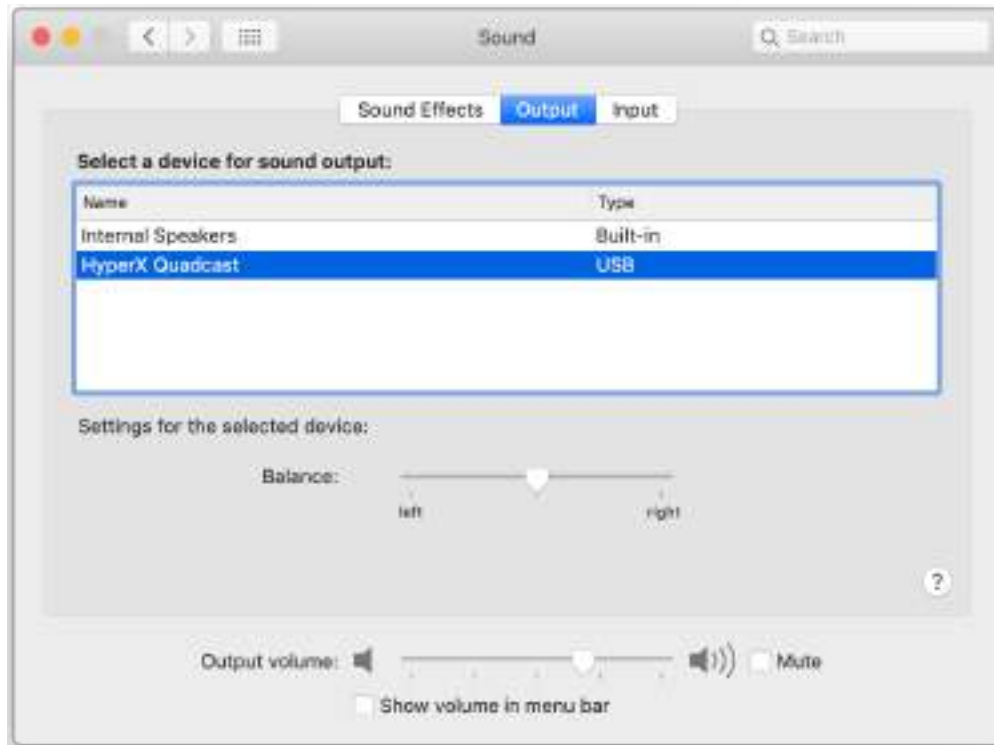 Sound
Search
Sound Effects Output Input
Select a device for sound output:
Name Type
Internal Speakers Built-in
HyperX Quadcast USB
Settings for the selected device:
Balance:
left right
?
Output volume: Mute
Show volume in menu bar